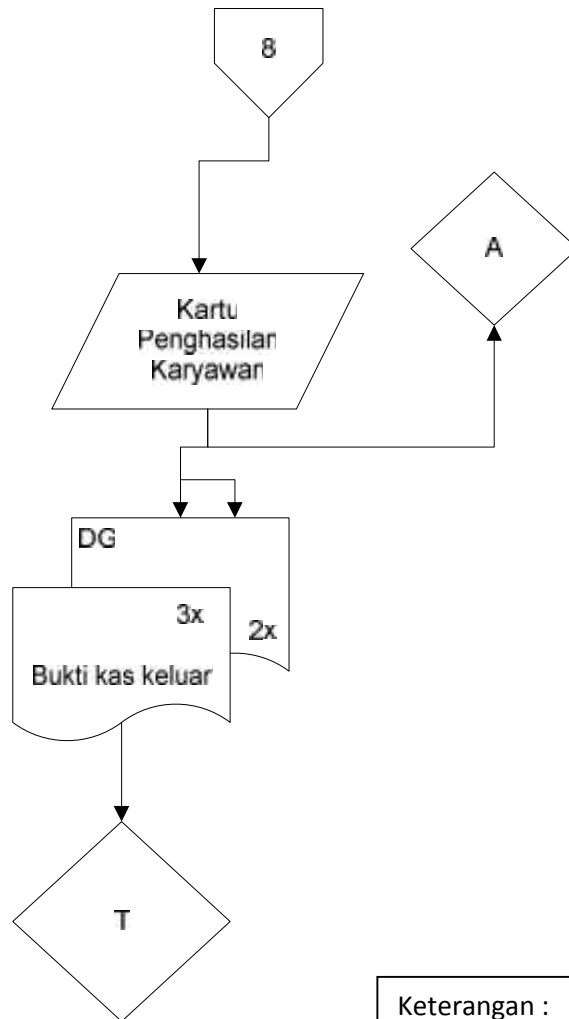 8
A
Kartu
Penghasilan
Karyawan
DG
3x
2x
Bukti kas keluar
T
Keterangan :